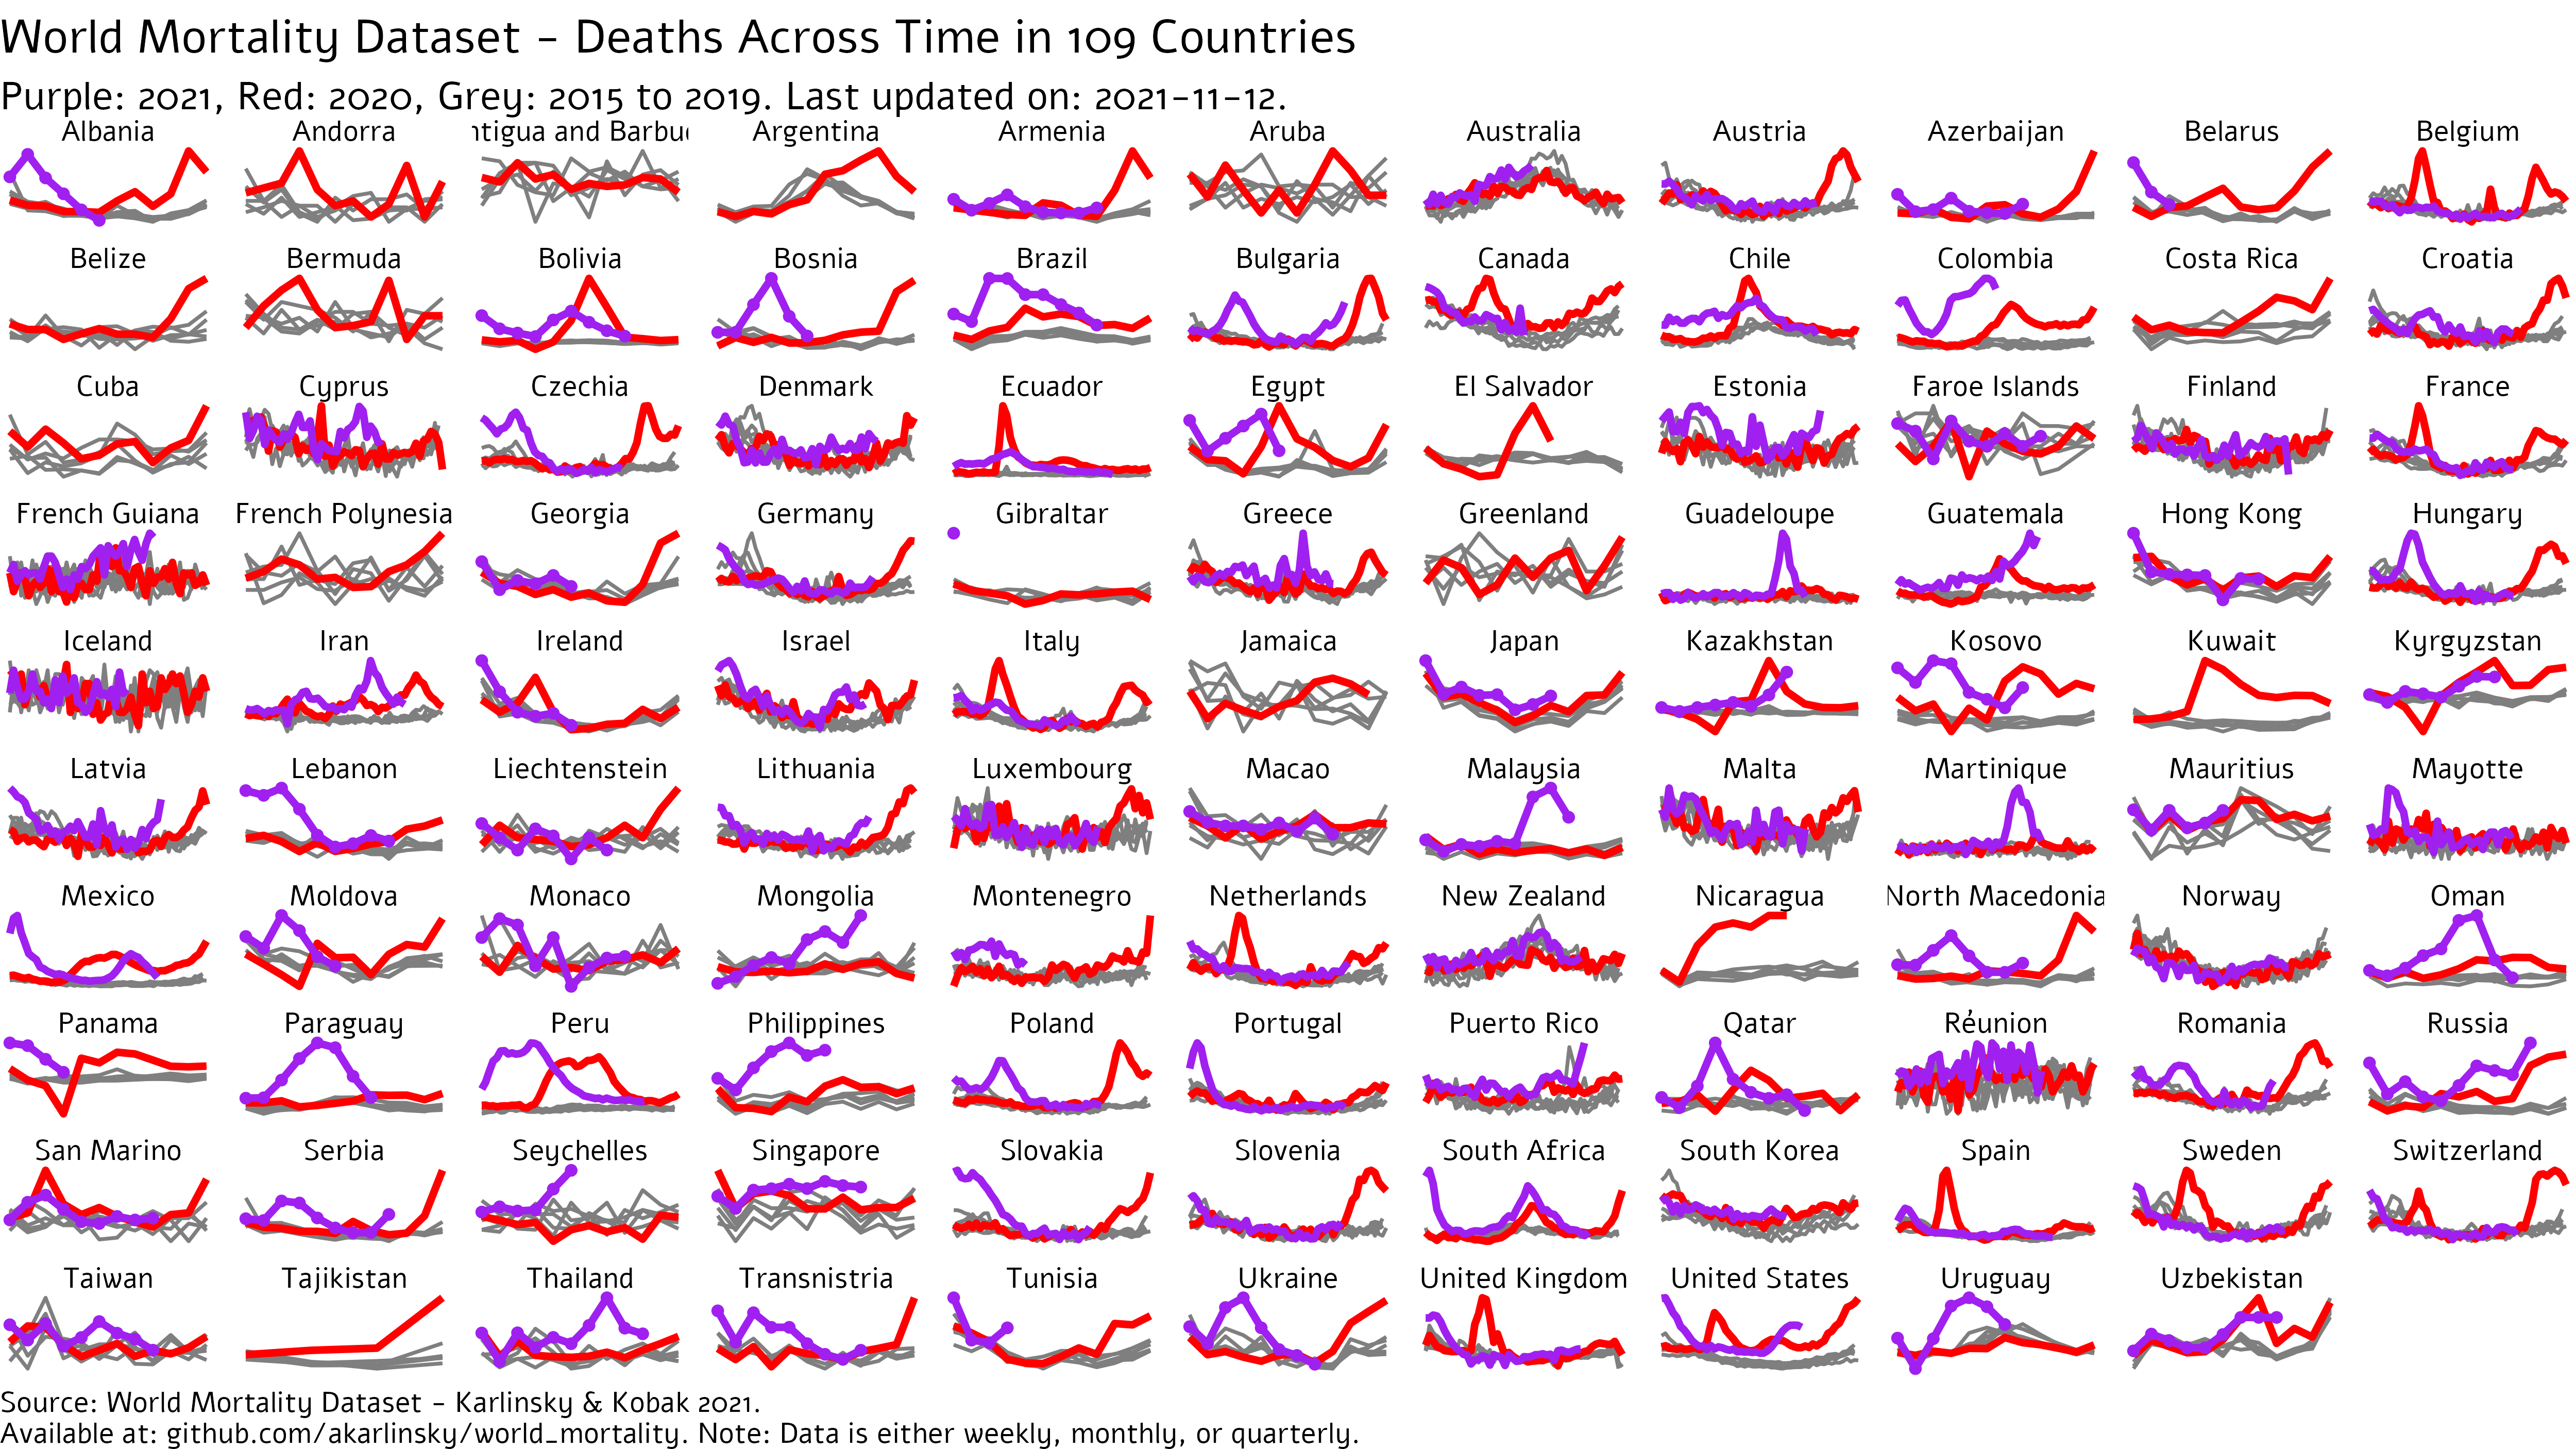 World Mortality Dataset - Deaths Across Time in 109 Countries
Purple: 2021, Red: 2020, Grey: 2015 to 2019. Last updated on: 2021-11-12.
Albania Andorra ntigua and Barbu Argentina Armenia Aruba Australia Austria Azerbaijan Belarus Belgium
Belize Bermuda Bolivia Bosnia Brazil Bulgaria Canada Chile Colombia Costa Rica Croatia
Cuba Cyprus Czechia Denmark Ecuador Egypt El Salvador Estonia Faroe Islands Finland France
French Guiana French Polynesia Georgia Germany Gibraltar Greece Greenland Guadeloupe Guatemala Hong Kong Hungary
Iceland Iran Ireland Israel Italy Jamaica Japan Kazakhstan Kosovo Kuwait Kyrgyzstan
Latvia Lebanon Liechtenstein Lithuania Luxembourg Macao Malaysia Malta Martinique Mauritius Mayotte
Mexico Moldova Monaco Mongolia Montenegro Netherlands New Zealand Nicaragua North Macedonia Norway Oman
Panama Paraguay Peru Philippines Poland Portugal Puerto Rico Qatar Réunion Romania Russia
San Marino Serbia Seychelles Singapore Slovakia Slovenia South Africa South Korea Spain Sweden Switzerland
Taiwan Tajikistan Thailand Transnistria Tunisia Ukraine United Kingdom United States Uruguay Uzbekistan
Source: World Mortality Dataset - Karlinsky & Kobak 2021.
Available at: github.com/akarlinsky/world_mortality. Note: Data is either weekly, monthly, or quarterly.